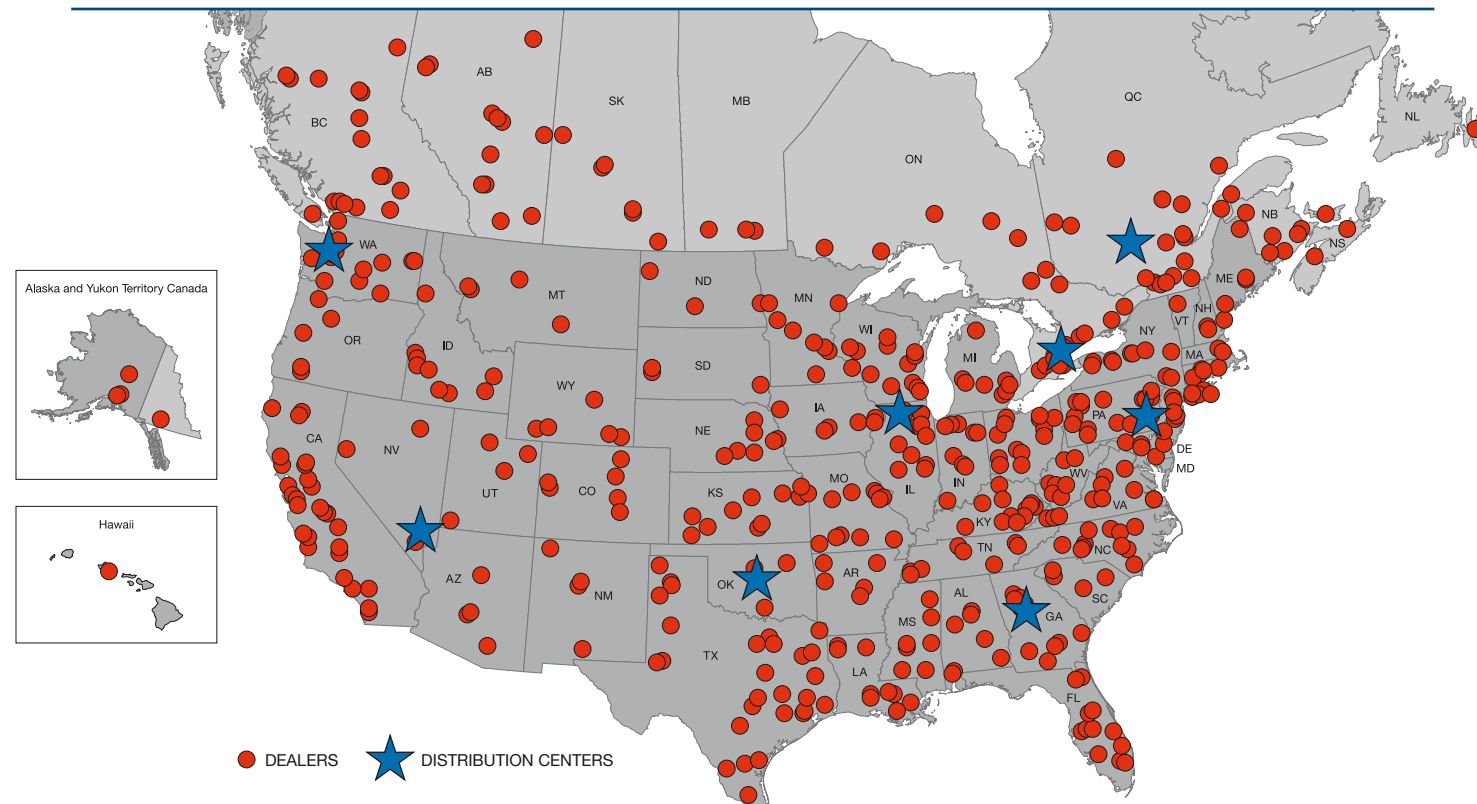 AB
SK
MB
QC
NL
BC
ON
NB
NS
WA
ME
Alaska and Yukon Territory Canada
MT
ND
MN
NH
VT
NY
OR
ID
WI
MI
MA
SD
WY
IA
NE
PA
CA
NV
DE
MD
UT
CO
KS
MO
IL
IN
WV
VA
KY
Hawaii
TN
NC
AZ
NM
OK
AR
SC
AL
GA
MS
TX
LA
FL
DEALERS
DISTRIBUTION CENTERS